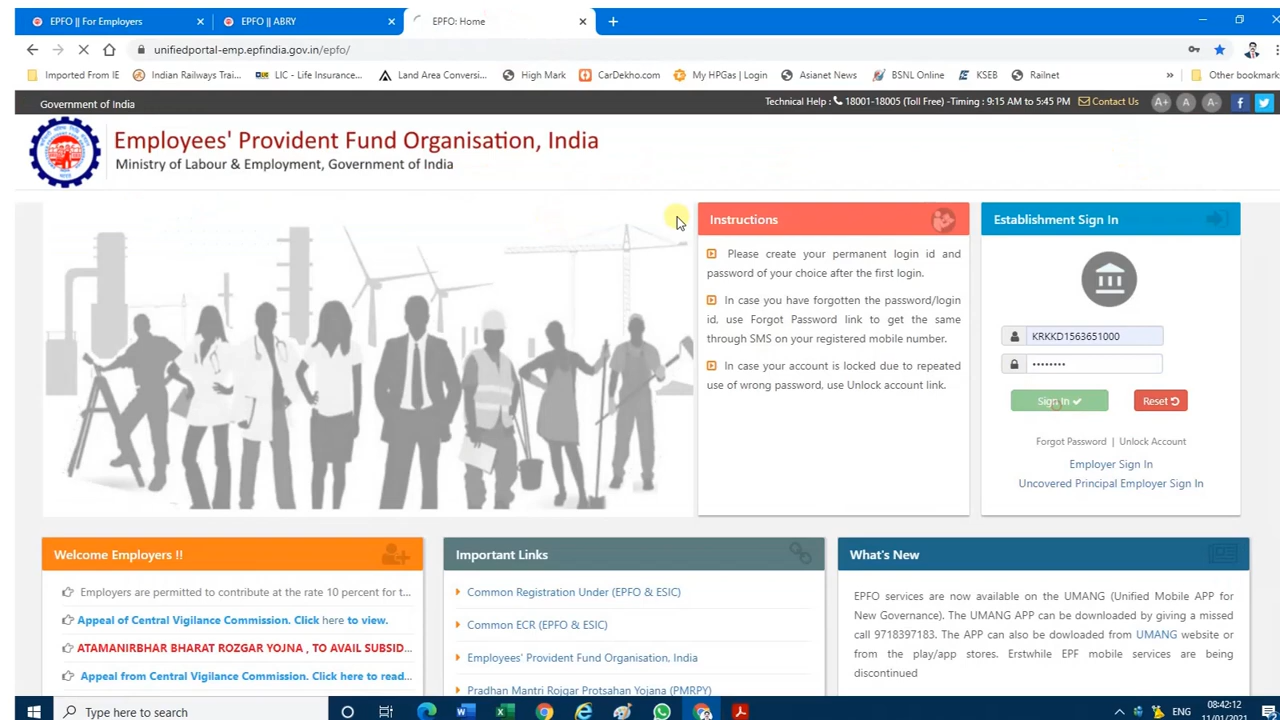 EPFO || For Employers
EPFO || ABRY
EPFO: Home
unifiedportal-emp.epfindia.gov.in/epfo/
Imported From IE
Indian Railways Trai...
LIC - Life Insurance...
Land Area Conversi...
High Mark
CarDekho.com
My HPGas | Login
Asianet News
BSNL Online
KSEB
Railnet
»
Other bookmarks
Government of India
Technical Help : 18001-18005 (Toll Free) -Timing : 9:15 AM to 5:45 PM
Contact Us
A+
A
A-
Employees' Provident Fund Organisation, India
Ministry of Labour & Employment, Government of India
Instructions
Please create your permanent login id and
password of your choice after the first login.
In case you have forgotten the password/login
id, use Forgot Password link to get the same
through SMS on your registered mobile number.
In case your account is locked due to repeated
use of wrong password, use Unlock account link.
Establishment Sign In
KRKKD1563651000
••••••••
Sign In
Reset
Forgot Password | Unlock Account
Employer Sign In
Uncovered Principal Employer Sign In
Welcome Employers !!
Employers are permitted to contribute at the rate 10 percent for t...
Appeal of Central Vigilance Commission. Click here to view.
ATAMANIRBHAR BHARAT ROZGAR YOJNA , TO AVAIL SUBSID...
Appeal from Central Vigilance Commission. Click here to read...
Important Links
Common Registration Under (EPFO & ESIC)
Common ECR (EPFO & ESIC)
Employees' Provident Fund Organisation, India
Pradhan Mantri Rojgar Protsahan Yojana (PMRPY)
What's New
EPFO services are now available on the UMANG (Unified Mobile APP for
New Governance). The UMANG APP can be downloaded by giving a missed
call 9718397183. The APP can also be dowloaded from UMANG website or
from the play/app stores. Erstwhile EPF mobile services are being
discontinued
Type here to search
ENG
08:42:12
11/01/2021